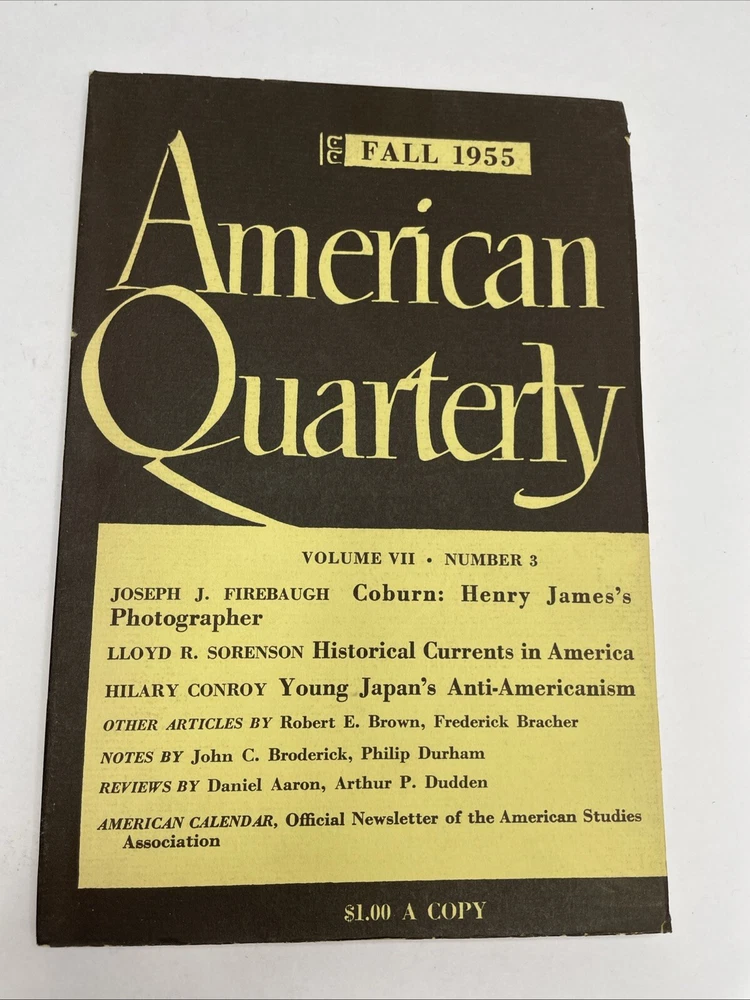 FALL 1955
American
Quarterly
VOLUME VII • NUMBER 3
JOSEPH J. FIREBAUGH Coburn: Henry James's
Photographer
LLOYD R. SORENSON Historical Currents in America
HILARY CONROY Young Japan's Anti-Americanism
OTHER ARTICLES BY Robert E. Brown, Frederick Bracher
NOTES BY John C. Broderick, Philip Durham
REVIEWS BY Daniel Aaron, Arthur P. Dudden
AMERICAN CALENDAR, Official Newsletter of the American Studies
Association
$1.00 A COPY